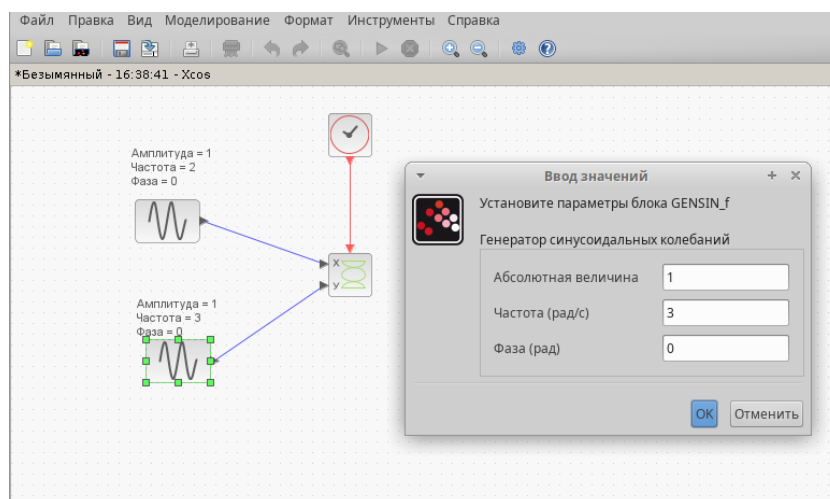 Файл Правка Вид Моделирование Формат Инструменты Справка
*Безымянный - 16:38:41 - Xcos
Амплитуда = 1
Частота = 2
Фаза = 0
X
У
Амплитуда = 1
Частота = 3
Фаза = 0
Ввод значений
Установите параметры блока GENSIN_f
Генератор синусоидальных колебаний
Абсолютная величина 1
Частота (рад/с) 3
Фаза (рад) 0
OK Отменить